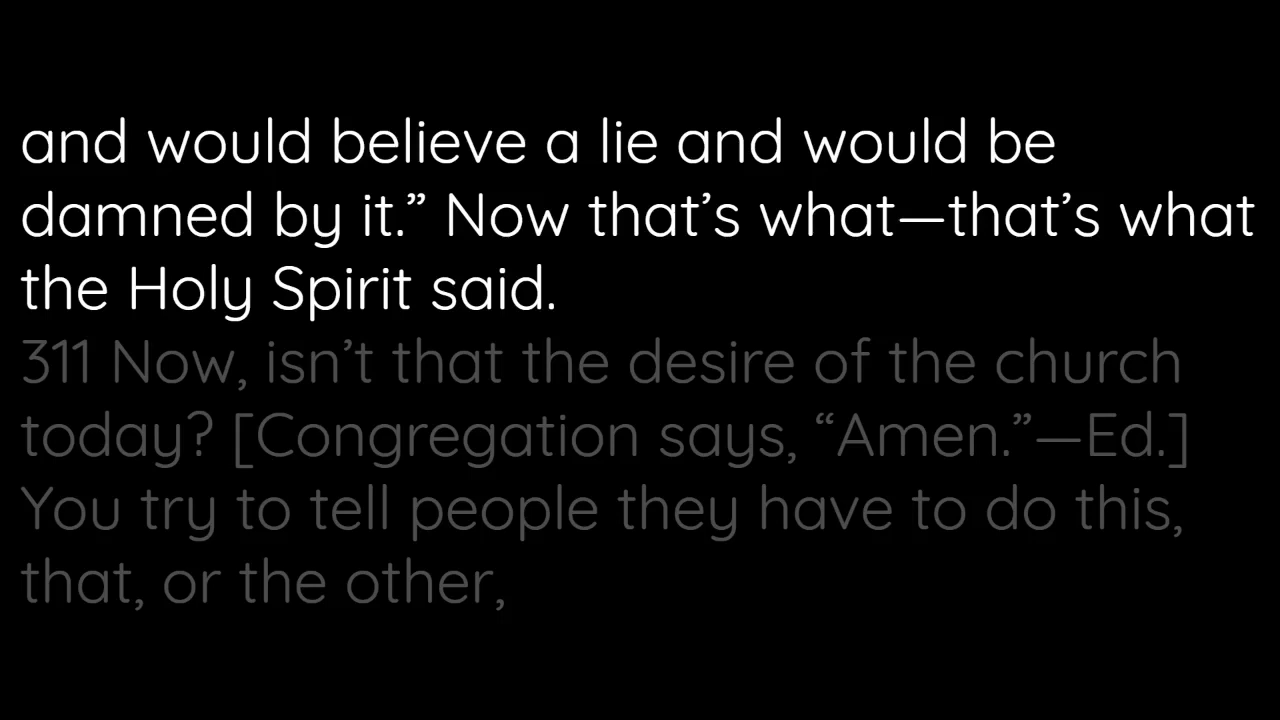 and would believe a lie and would be
damned by it.” Now that’s what—that’s what
the Holy Spirit said.
311 Now, isn’t that the desire of the church
today? [Congregation says, “Amen.”—Ed.]
You try to tell people they have to do this,
that, or the other,